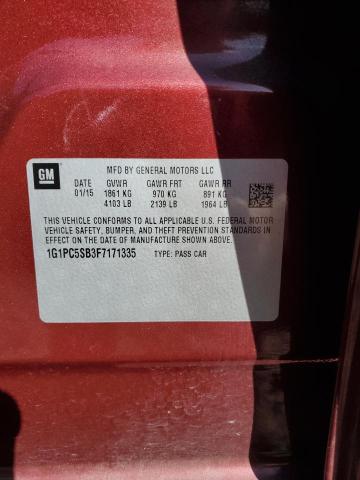 GM
MFD BY GENERAL MOTORS LLC
DATE GVWR GAWR FRT GAWR RR
01/15 1861 KG 970 KG 891 KG
4103 LB 2139 LB 1964 LB
THIS VEHICLE CONFORMS TO ALL APPLICABLE U.S. FEDERAL MOTOR
VEHICLE SAFETY, BUMPER, AND THEFT PREVENTION STANDARDS
IN EFFECT ON THE DATE OF MANUFACTURE SHOWN ABOVE.
1G1PC5SB3F7171335 TYPE: PASS CAR